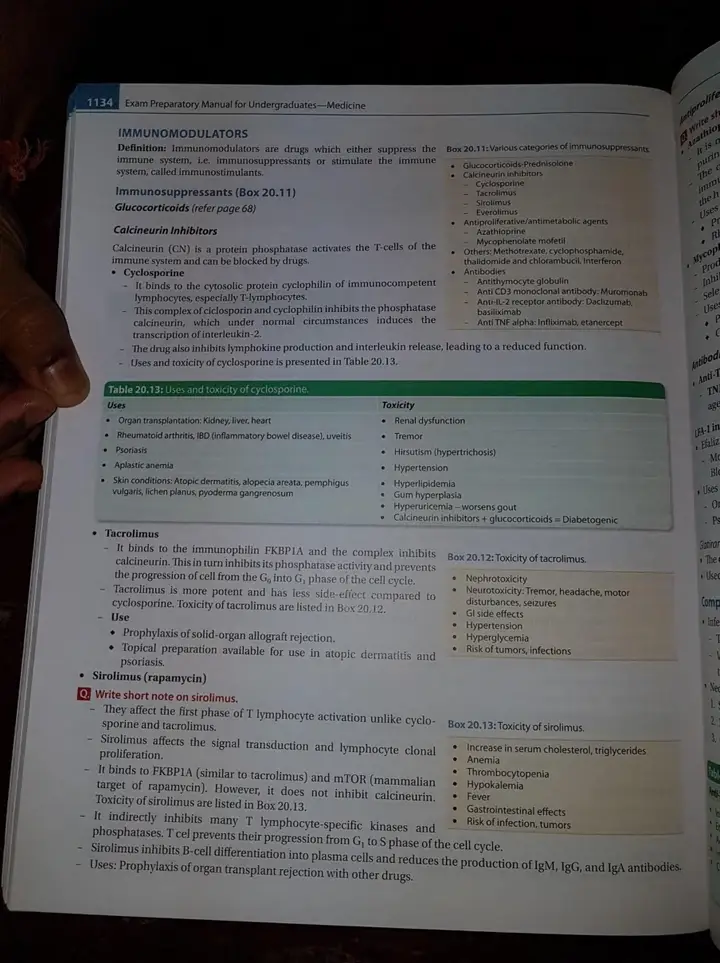 1134 Exam Preparatory Manual for Undergraduates—Medicine
IMMUNOMODULATORS
Definition: Immunomodulators are drugs which either suppress the
immune system, i.e. immunosuppressants or stimulate the immune
system, called immunostimulants.
Immunosuppressants (Box 20.11)
Glucocorticoids (refer page 68)
Calcineurin Inhibitors
Calcineurin (CN) is a protein phosphatase activates the T-cells of the
immune system and can be blocked by drugs.
• Cyclosporine
– It binds to the cytosolic protein cyclophilin of immunocompetent
lymphocytes, especially T-lymphocytes.
– This complex of ciclosporin and cyclophilin inhibits the phosphatase
calcineurin, which under normal circumstances induces the
transcription of interleukin-2.
– The drug also inhibits lymphokine production and interleukin release, leading to a reduced function.
– Uses and toxicity of cyclosporine is presented in Table 20.13.
Box 20.11: Various categories of immunosuppressants
• Glucocorticoids-Prednisolone
• Calcineurin inhibitors
– Cyclosporine
– Tacrolimus
– Sirolimus
– Everolimus
• Antiproliferative/antimetabolic agents
– Azathioprine
– Mycophenolate mofetil
• Others: Methotrexate, cyclophosphamide,
thalidomide and chlorambucil, Interferon
• Antibodies
– Antithymocyte globulin
– Anti CD3 monoclonal antibody: Muromonab
– Anti-IL-2 receptor antibody: Daclizumab,
basiliximab
– Anti TNF alpha: Infliximab, etanercept
Table 20.13: Uses and toxicity of cyclosporine.
Uses
• Organ transplantation: Kidney, liver, heart
• Rheumatoid arthritis, IBD (inflammatory bowel disease), uveitis
• Psoriasis
• Aplastic anemia
• Skin conditions: Atopic dermatitis, alopecia areata, pemphigus
vulgaris, lichen planus, pyoderma gangrenosum
Toxicity
• Renal dysfunction
• Tremor
• Hirsutism (hypertrichosis)
• Hypertension
• Hyperlipidemia
• Gum hyperplasia
• Hyperuricemia – worsens gout
• Calcineurin inhibitors + glucocorticoids = Diabetogenic
• Tacrolimus
– It binds to the immunophilin FKBP1A and the complex inhibits
calcineurin. This in turn inhibits its phosphatase activity and prevents
the progression of cell from the G0 into G1 phase of the cell cycle.
– Tacrolimus is more potent and has less side-effect compared to
cyclosporine. Toxicity of tacrolimus are listed in Box 20.12.
– Use
• Prophylaxis of solid-organ allograft rejection.
• Topical preparation available for use in atopic dermatitis and
psoriasis.
Box 20.12: Toxicity of tacrolimus.
• Nephrotoxicity
• Neurotoxicity: Tremor, headache, motor
disturbances, seizures
• GI side effects
• Hypertension
• Hyperglycemia
• Risk of tumors, infections
• Sirolimus (rapamycin)
Q. Write short note on sirolimus.
– They affect the first phase of T lymphocyte activation unlike cyclo-
sporine and tacrolimus.
– Sirolimus affects the signal transduction and lymphocyte clonal
proliferation.
– It binds to FKBP1A (similar to tacrolimus) and mTOR (mammalian
target of rapamycin). However, it does not inhibit calcineurin.
Toxicity of sirolimus are listed in Box 20.13.
– It indirectly inhibits many T lymphocyte-specific kinases and
phosphatases. T cel prevents their progression from G1 to S phase of the cell cycle.
– Sirolimus inhibits B-cell differentiation into plasma cells and reduces the production of IgM, IgG, and IgA antibodies.
– Uses: Prophylaxis of organ transplant rejection with other drugs.
Box 20.13: Toxicity of sirolimus.
• Increase in serum cholesterol, triglycerides
• Anemia
• Thrombocytopenia
• Hypokalemia
• Fever
• Gastrointestinal effects
• Risk of infection, tumors